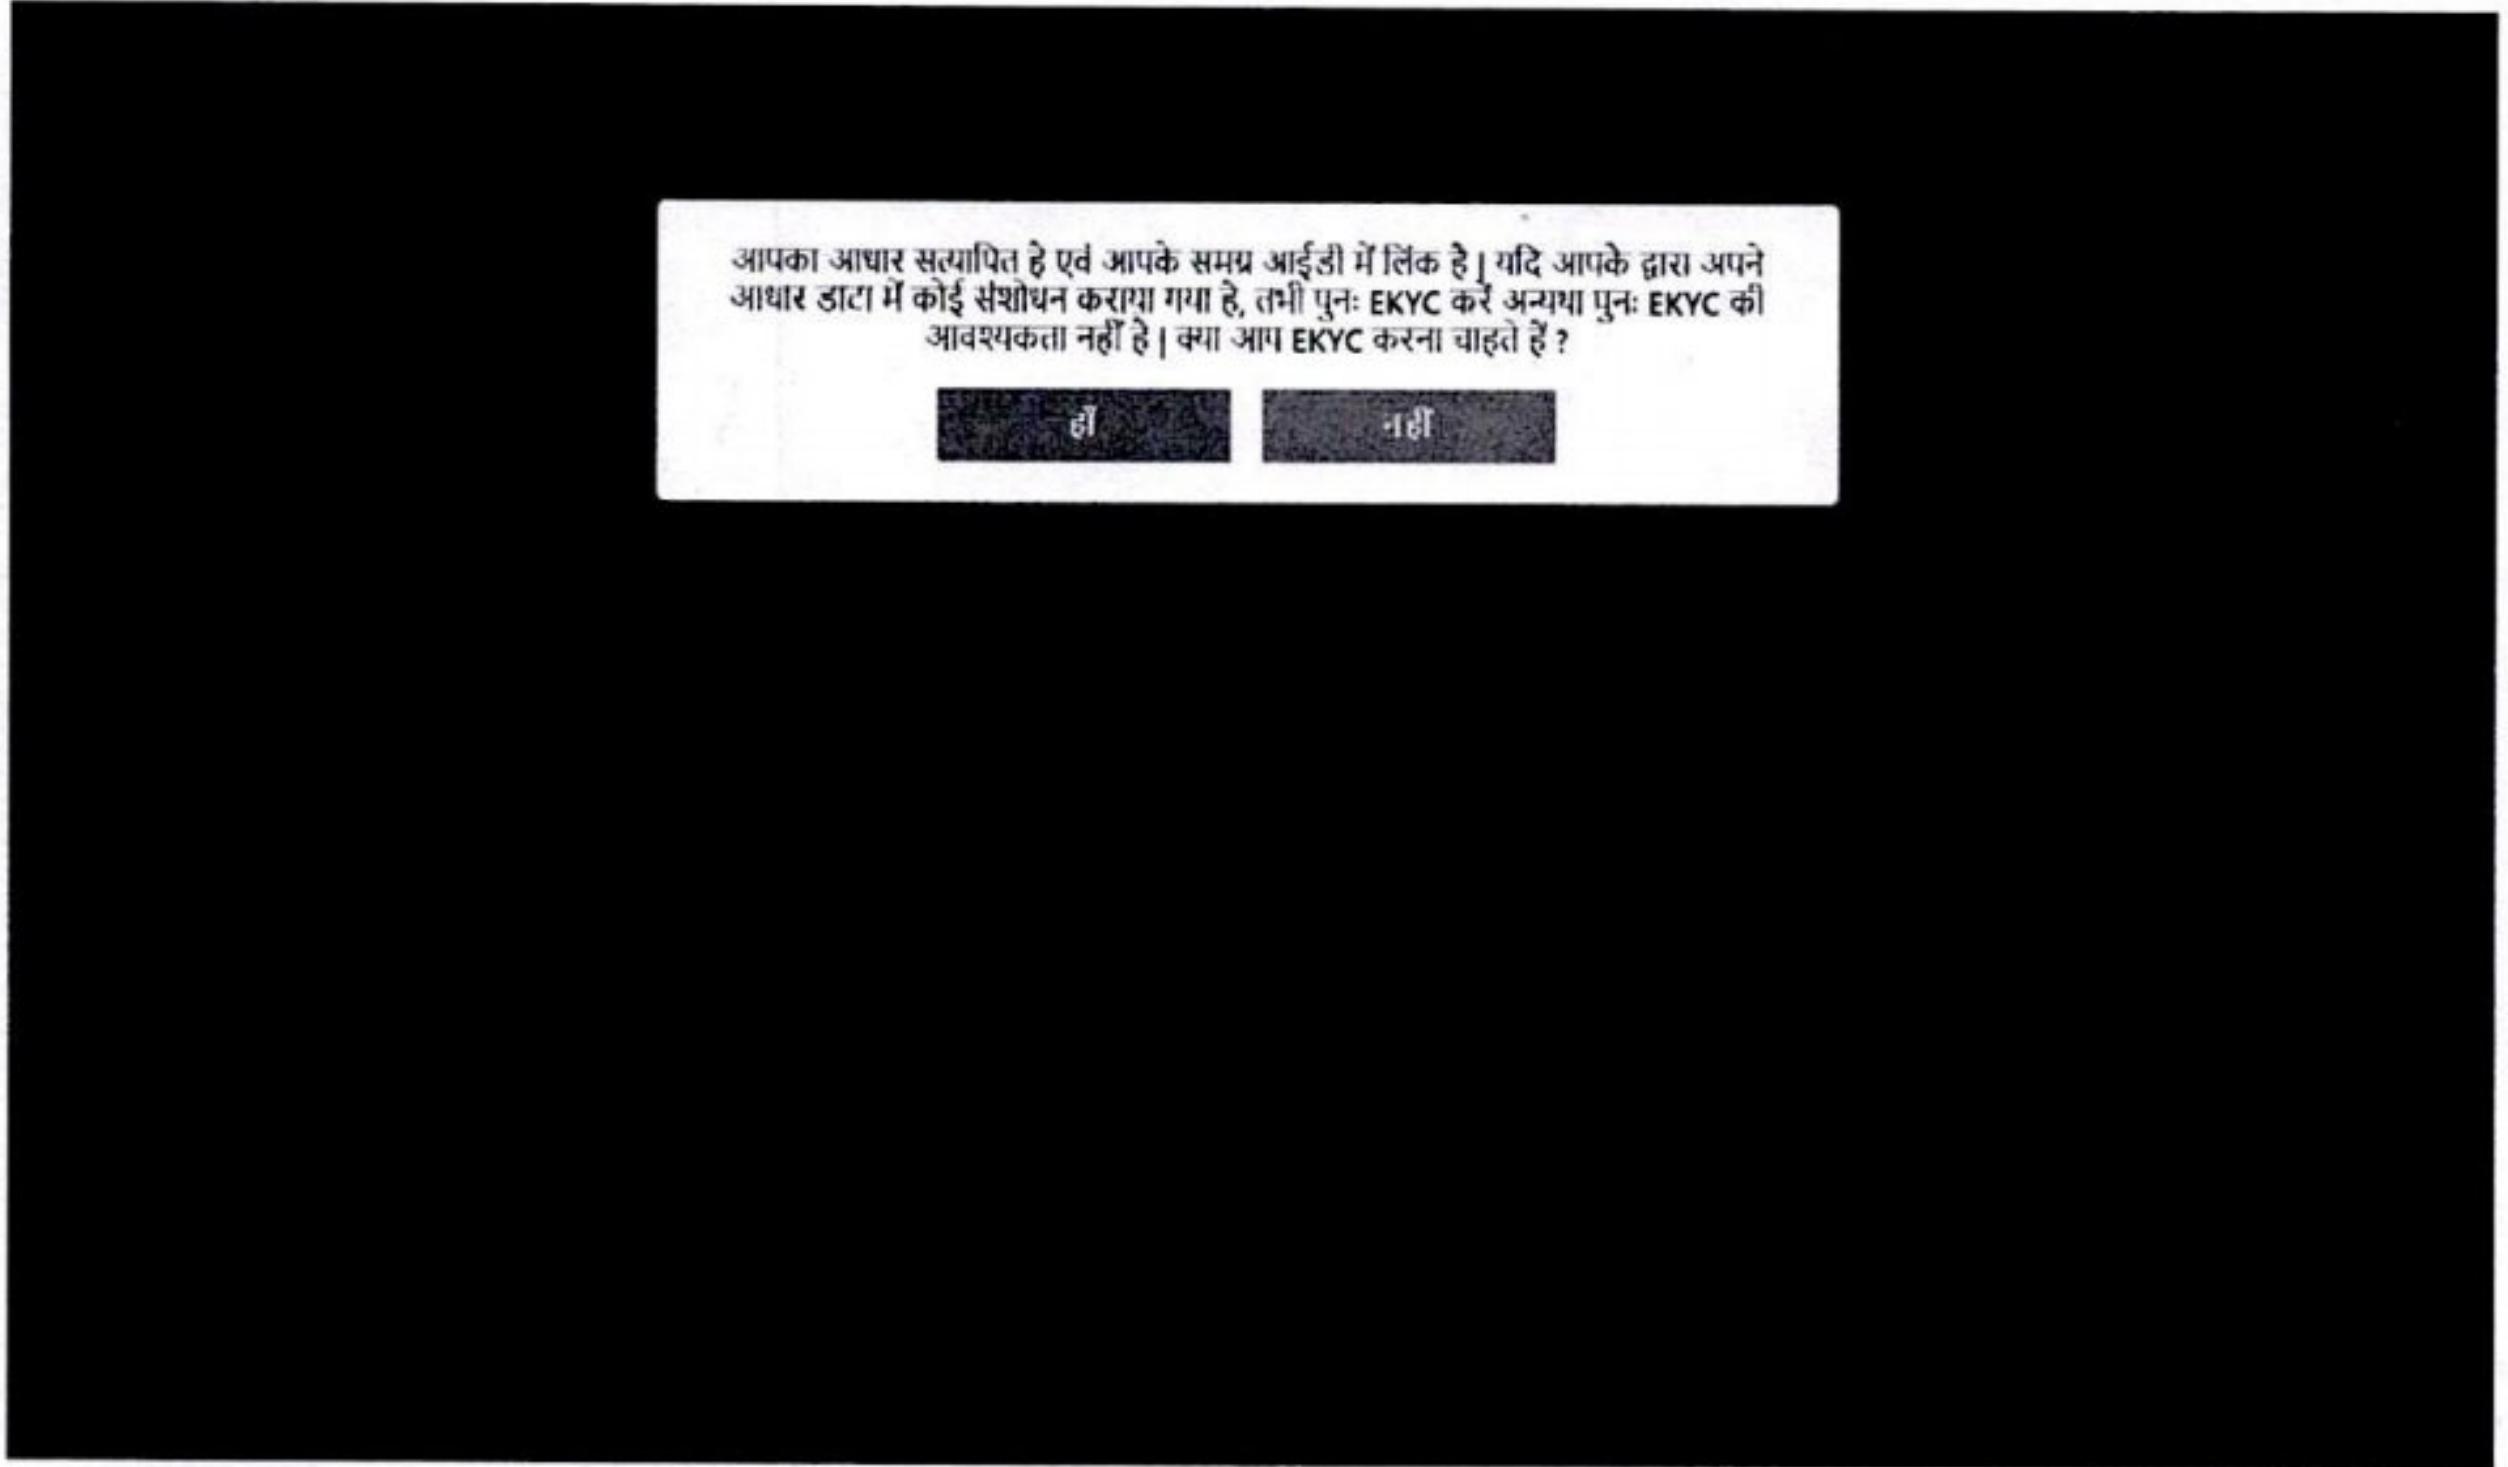 आपका आधार सत्यापित है एवं आपके समग्र आईडी में लिंक है | यदि आपके द्वारा अपने
आधार डाटा में कोई संशोधन कराया गया है, तभी पुनः EKYC करें अन्यथा पुनः EKYC की
आवश्यकता नहीं है | क्या आप EKYC करना चाहते हैं ?
हाँ
नहीं